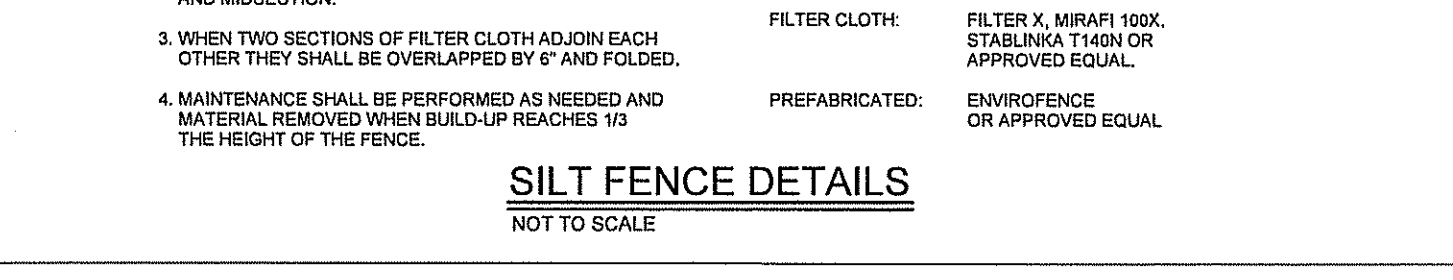 AND MIDSECTION.
3. WHEN TWO SECTIONS OF FILTER CLOTH ADJOIN EACH
OTHER THEY SHALL BE OVERLAPPED BY 6" AND FOLDED.
4. MAINTENANCE SHALL BE PERFORMED AS NEEDED AND
MATERIAL REMOVED WHEN BUILD-UP REACHES 1/3
THE HEIGHT OF THE FENCE.
FILTER CLOTH: FILTER X, MIRAFI 100X,
STABLINKA T140N OR
APPROVED EQUAL.
PREFABRICATED: ENVIROFENCE
OR APPROVED EQUAL
SILT FENCE DETAILS
NOT TO SCALE